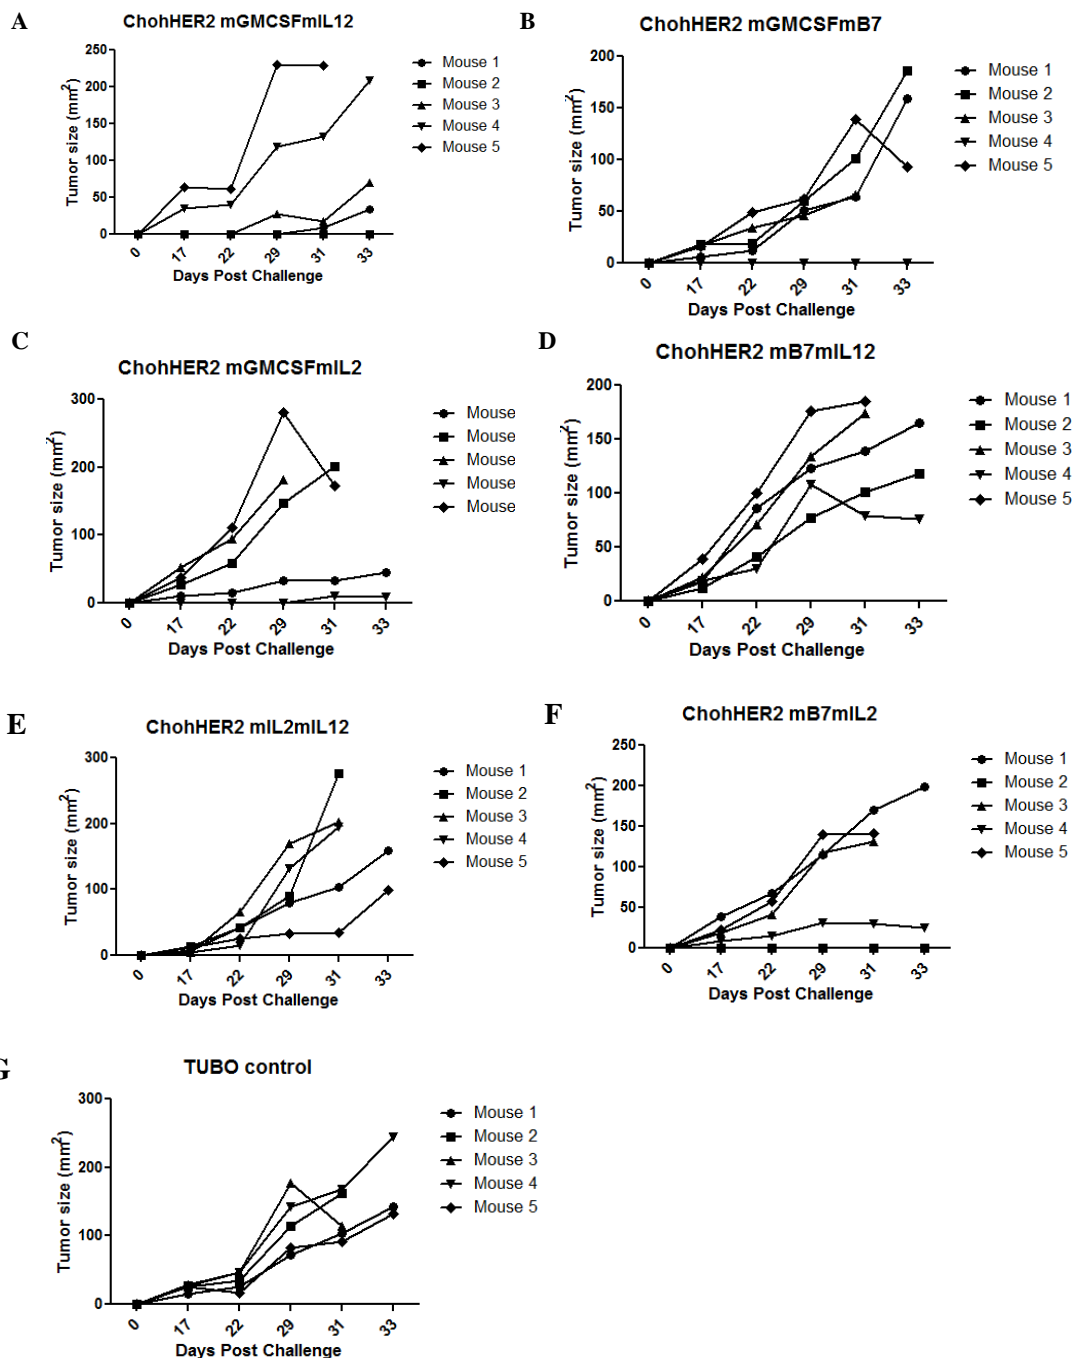 A
ChohHER2 mGMCSFmIL12
Tumor size (mm²)
250
200
150
100
50
0
0 17 22 29 31 33
Days Post Challenge
Mouse 1
Mouse 2
Mouse 3
Mouse 4
Mouse 5
B
ChohHER2 mGMCSFmB7
Tumor size (mm²)
200
150
100
50
0
0 17 22 29 31 33
Days Post Challenge
Mouse 1
Mouse 2
Mouse 3
Mouse 4
Mouse 5
C
ChohHER2 mGMCSFmIL2
Tumor size (mm²)
300
200
100
0
0 17 22 29 31 33
Days Post Challenge
Mouse
Mouse
Mouse
Mouse
Mouse
D
ChohHER2 mB7mIL12
Tumor size (mm²)
200
150
100
50
0
0 17 22 29 31 33
Days Post Challenge
Mouse 1
Mouse 2
Mouse 3
Mouse 4
Mouse 5
E
ChohHER2 mIL2mIL12
Tumor size (mm²)
300
200
100
0
0 17 22 29 31 33
Days Post Challenge
Mouse 1
Mouse 2
Mouse 3
Mouse 4
Mouse 5
F
ChohHER2 mB7mIL2
Tumor size (mm²)
250
200
150
100
50
0
0 17 22 29 31 33
Days Post Challenge
Mouse 1
Mouse 2
Mouse 3
Mouse 4
Mouse 5
G
TUBO control
Tumor size (mm²)
300
200
100
0
0 17 22 29 31 33
Days Post Challenge
Mouse 1
Mouse 2
Mouse 3
Mouse 4
Mouse 5